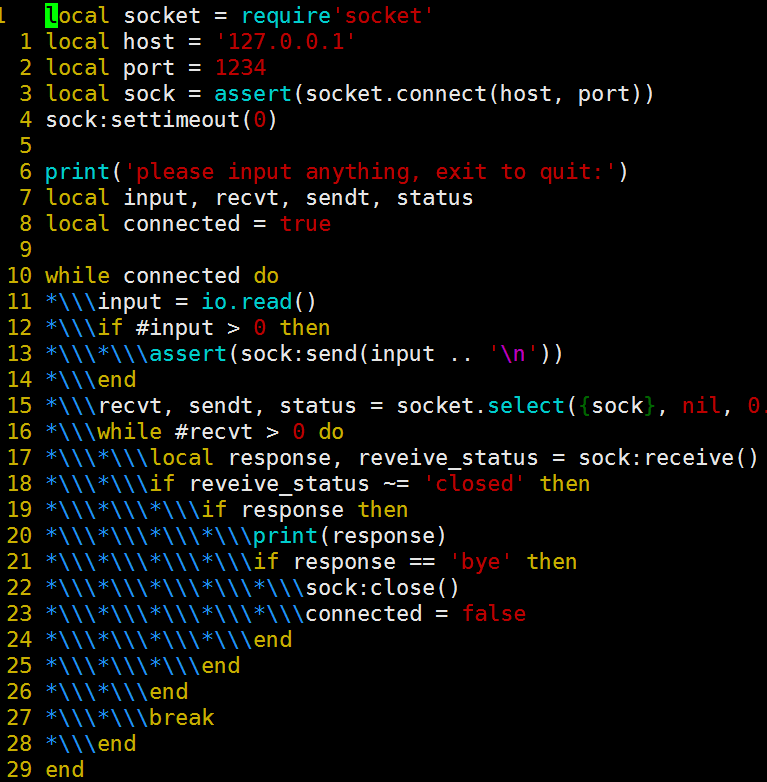 1   local socket = require'socket'
  1 local host = '127.0.0.1'
  2 local port = 1234
  3 local sock = assert(socket.connect(host, port))
  4 sock:settimeout(0)
  5
  6 print('please input anything, exit to quit:')
  7 local input, recvt, sendt, status
  8 local connected = true
  9
 10 while connected do
 11 *\\\input = io.read()
 12 *\\\if #input > 0 then
 13 *\\\*\\\assert(sock:send(input .. '\n'))
 14 *\\\end
 15 *\\\recvt, sendt, status = socket.select({sock}, nil, 0.
 16 *\\\while #recvt > 0 do
 17 *\\\*\\\local response, reveive_status = sock:receive()
 18 *\\\*\\\if reveive_status ~= 'closed' then
 19 *\\\*\\\*\\\if response then
 20 *\\\*\\\*\\\*\\\print(response)
 21 *\\\*\\\*\\\*\\\if response == 'bye' then
 22 *\\\*\\\*\\\*\\\*\\\sock:close()
 23 *\\\*\\\*\\\*\\\*\\\connected = false
 24 *\\\*\\\*\\\*\\\end
 25 *\\\*\\\*\\\end
 26 *\\\*\\\end
 27 *\\\*\\\break
 28 *\\\end
 29 end